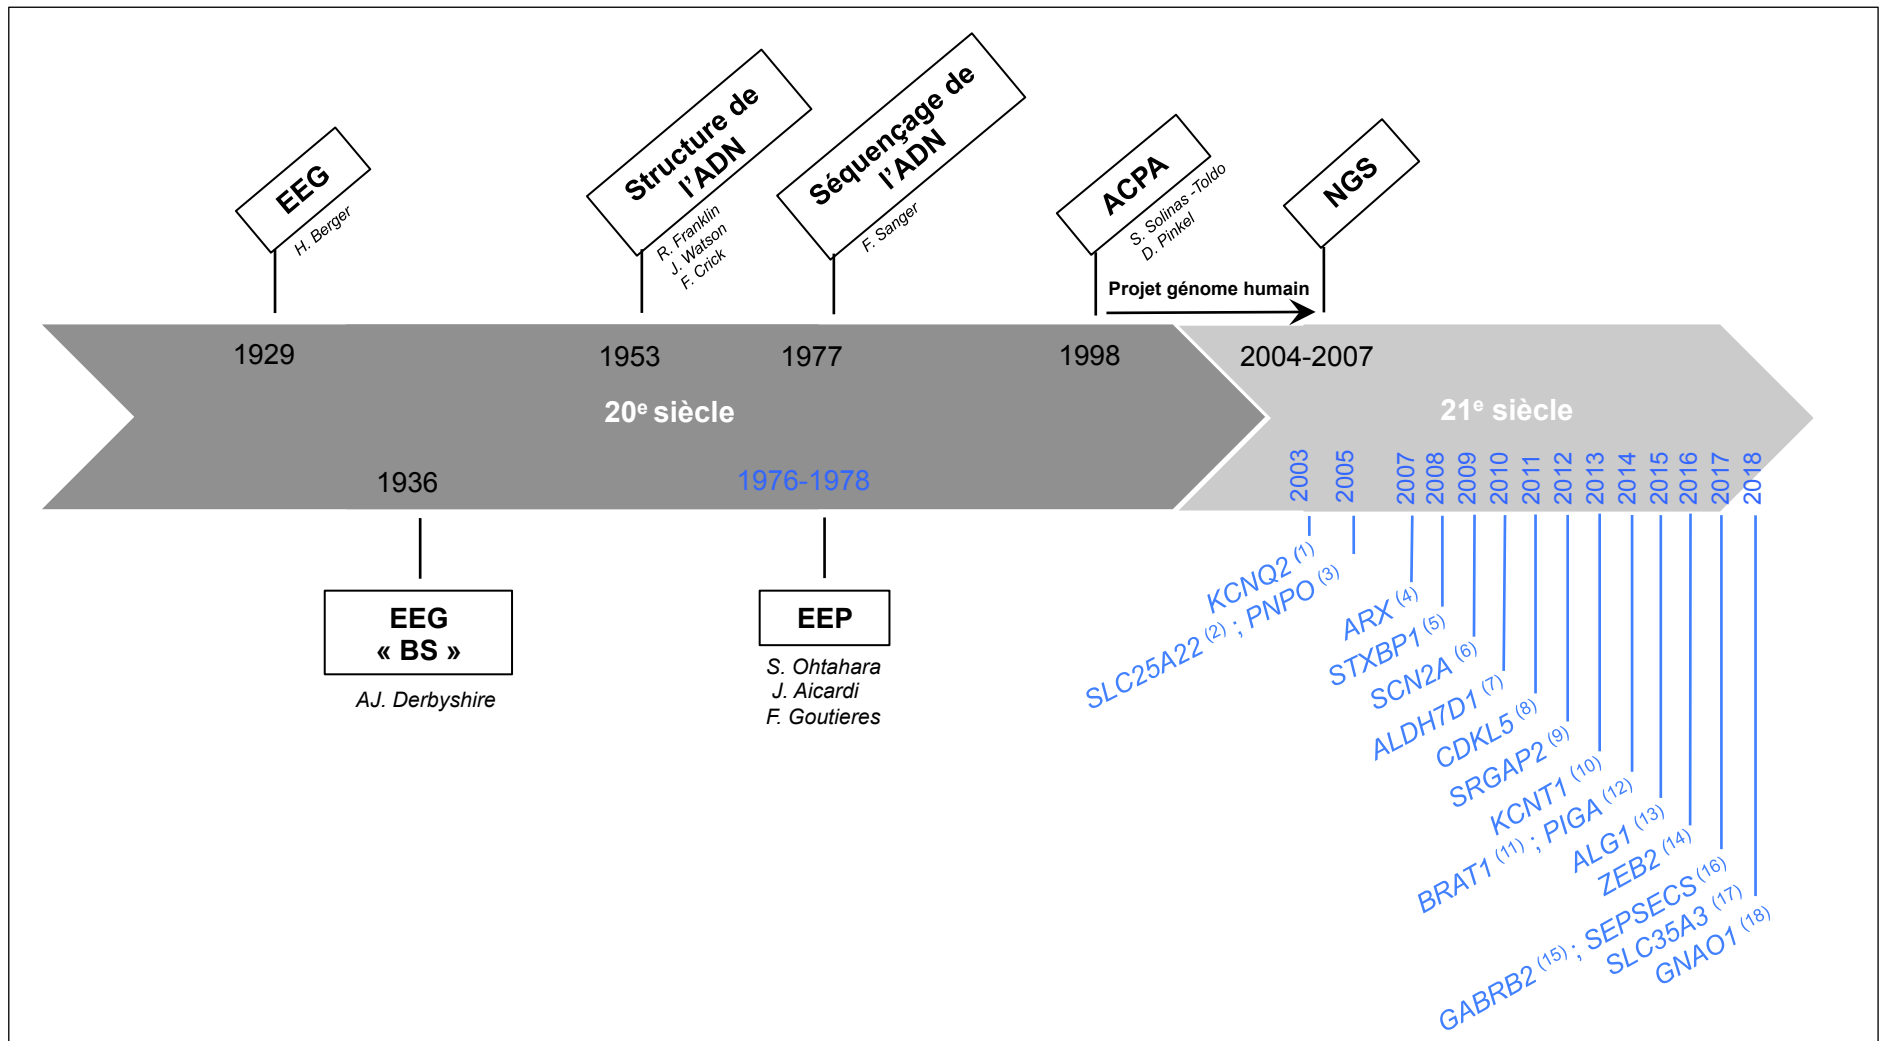 EEG
H. Berger
Structure de
l'ADN
R. Franklin
J. Watson
F. Crick
Séquençage de
l'ADN
F. Sanger
ACPA
S. Solinas -Toldo
D. Pinkel
NGS
Projet génome humain
1929
1953
1977
1998
2004-2007
20e siècle
21e siècle
1936
1976-1978
2003
2005
2007
2008
2009
2010
2011
2012
2013
2014
2015
2016
2017
2018
EEG
« BS »
AJ. Derbyshire
EEP
S. Ohtahara
J. Aicardi
F. Goutieres
KCNQ2 (1)
SLC25A22 (2) ; PNPO (3)
ARX (4)
STXBP1 (5)
SCN2A (6)
ALDH7D1 (7)
CDKL5 (8)
SRGAP2 (9)
KCNT1 (10)
BRAT1 (11) ; PIGA (12)
ALG1 (13)
ZEB2 (14)
GABRB2 (15) ; SEPSECS (16)
SLC35A3 (17)
GNAO1 (18)